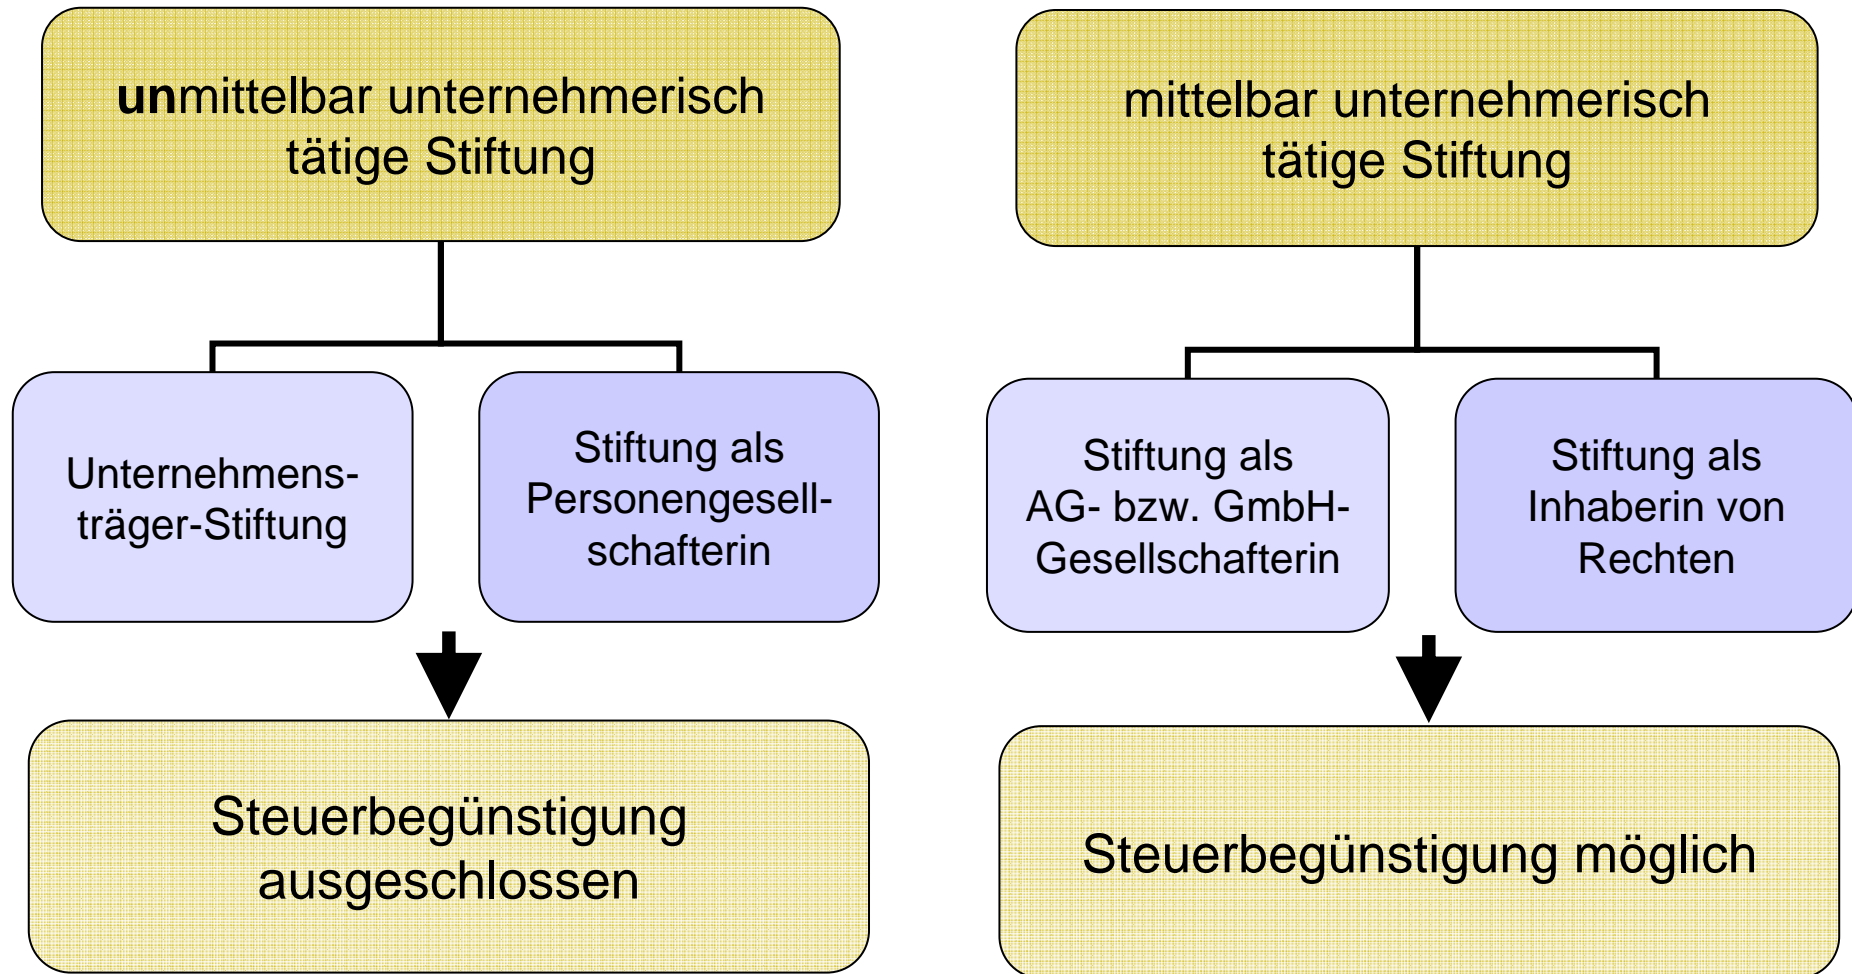 unmittelbar unternehmerisch
tätige Stiftung
mittelbar unternehmerisch
tätige Stiftung
Unternehmens-
träger-Stiftung
Stiftung als
Personengesell-
schafterin
Stiftung als
AG- bzw. GmbH-
Gesellschafterin
Stiftung als
Inhaberin von
Rechten
Steuerbegünstigung
ausgeschlossen
Steuerbegünstigung möglich